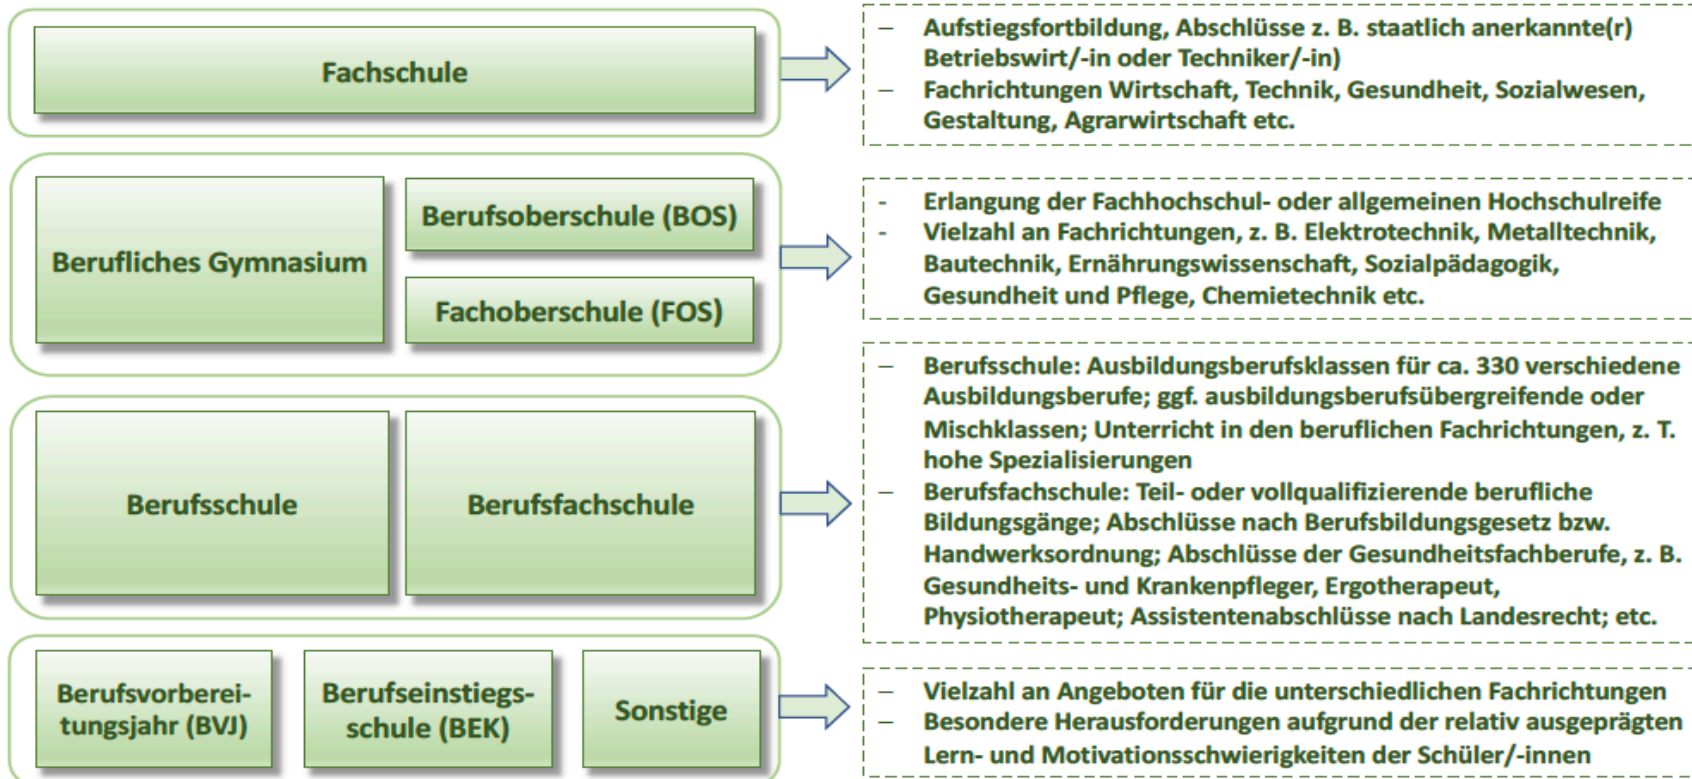 Fachschule
– Aufstiegsfortbildung, Abschlüsse z. B. staatlich anerkannte(r)
Betriebswirt/-in oder Techniker/-in)
– Fachrichtungen Wirtschaft, Technik, Gesundheit, Sozialwesen,
Gestaltung, Agrarwirtschaft etc.
Berufliches Gymnasium
Berufsoberschule (BOS)
Fachoberschule (FOS)
- Erlangung der Fachhochschul- oder allgemeinen Hochschulreife
- Vielzahl an Fachrichtungen, z. B. Elektrotechnik, Metalltechnik,
Bautechnik, Ernährungswissenschaft, Sozialpädagogik,
Gesundheit und Pflege, Chemietechnik etc.
Berufsschule
Berufsfachschule
– Berufsschule: Ausbildungsberufsklassen für ca. 330 verschiedene
Ausbildungsberufe; ggf. ausbildungsberufsübergreifende oder
Mischklassen; Unterricht in den beruflichen Fachrichtungen, z. T.
hohe Spezialisierungen
– Berufsfachschule: Teil- oder vollqualifizierende berufliche
Bildungsgänge; Abschlüsse nach Berufsbildungsgesetz bzw.
Handwerksordnung; Abschlüsse der Gesundheitsfachberufe, z. B.
Gesundheits- und Krankenpfleger, Ergotherapeut,
Physiotherapeut; Assistentenabschlüsse nach Landesrecht; etc.
Berufsvorberei-
tungsjahr (BVJ)
Berufseinstiegs-
schule (BEK)
Sonstige
– Vielzahl an Angeboten für die unterschiedlichen Fachrichtungen
– Besondere Herausforderungen aufgrund der relativ ausgeprägten
Lern- und Motivationsschwierigkeiten der Schüler/-innen